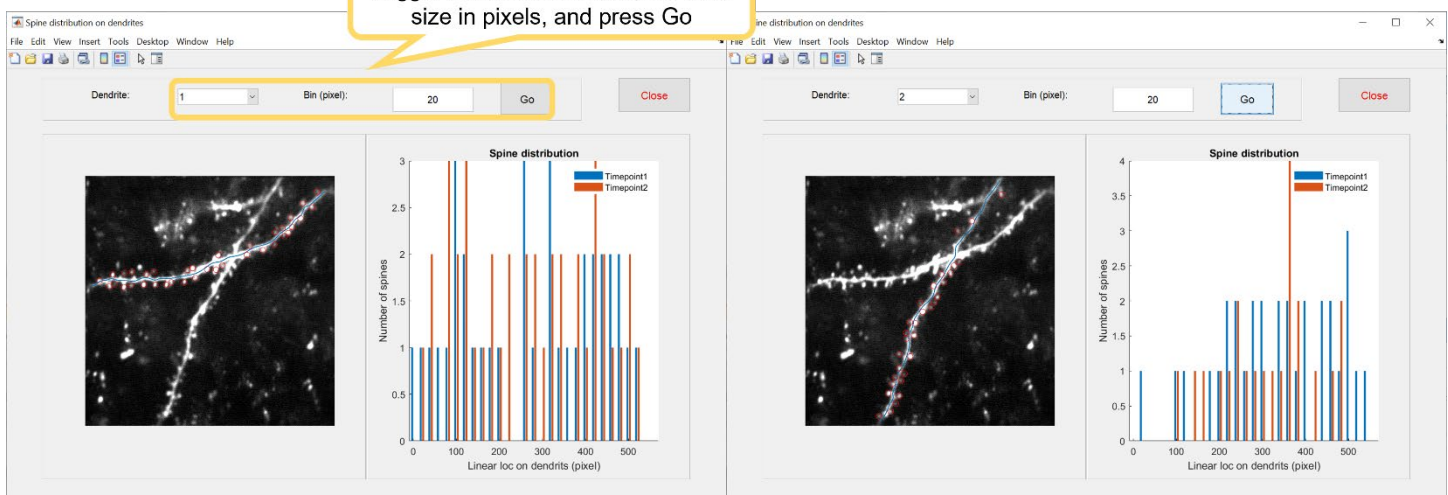 size in pixels, and press Go
Spine distribution on dendrites
File Edit View Insert Tools Desktop Window Help
Dendrite:
1
Bin (pixel):
20
Go
Close
Spine distribution
Timepoint1
Timepoint2
3
2.5
2
1.5
1
0.5
0
Number of spines
0 100 200 300 400 500
Linear loc on dendrits (pixel)
ine distribution on dendrites
File Edit View Insert Tools Desktop Window Help
Dendrite:
2
Bin (pixel):
20
Go
Close
Spine distribution
Timepoint1
Timepoint2
4
3.5
3
2.5
2
1.5
1
0.5
0
Number of spines
0 100 200 300 400 500
Linear loc on dendrits (pixel)